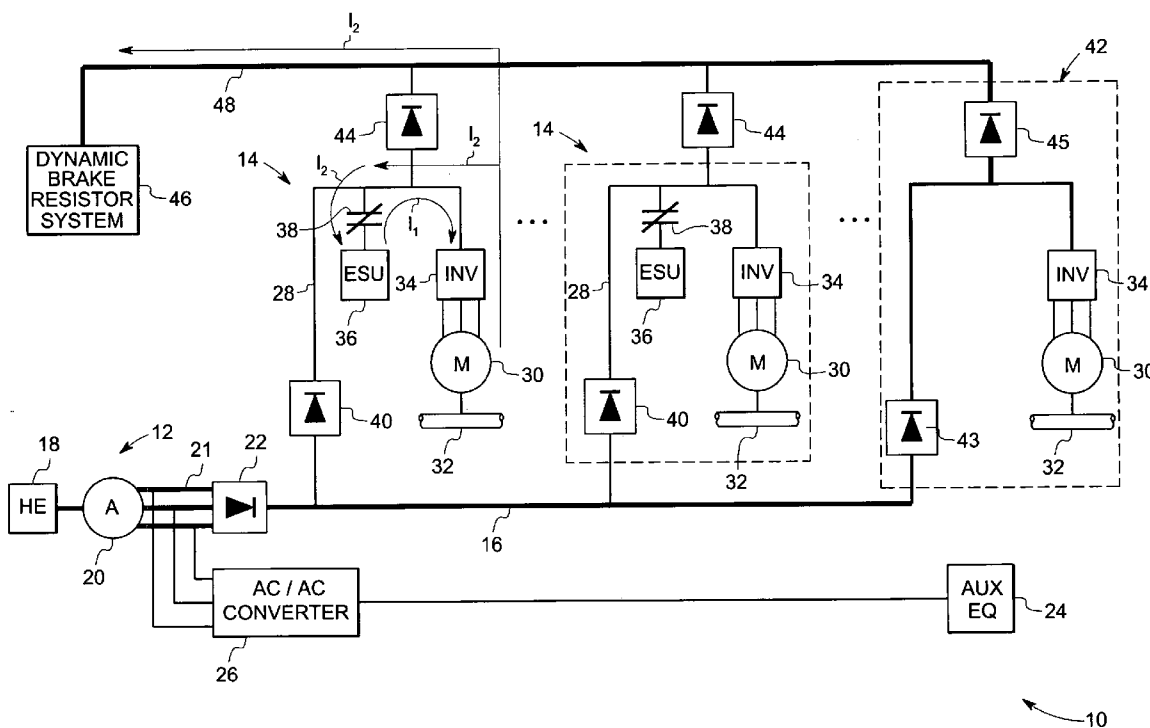 I2
42
48
44
14
I2
I2
14
44
45
DYNAMIC
BRAKE
RESISTOR
SYSTEM
46
38
I1
...
38
...
28
ESU
34
INV
28
ESU
INV
34
INV
34
36
36
M
30
M
30
M
30
40
40
43
12
32
32
32
18
21
22
HE
A
20
16
AC / AC
CONVERTER
26
AUX
EQ
24
10